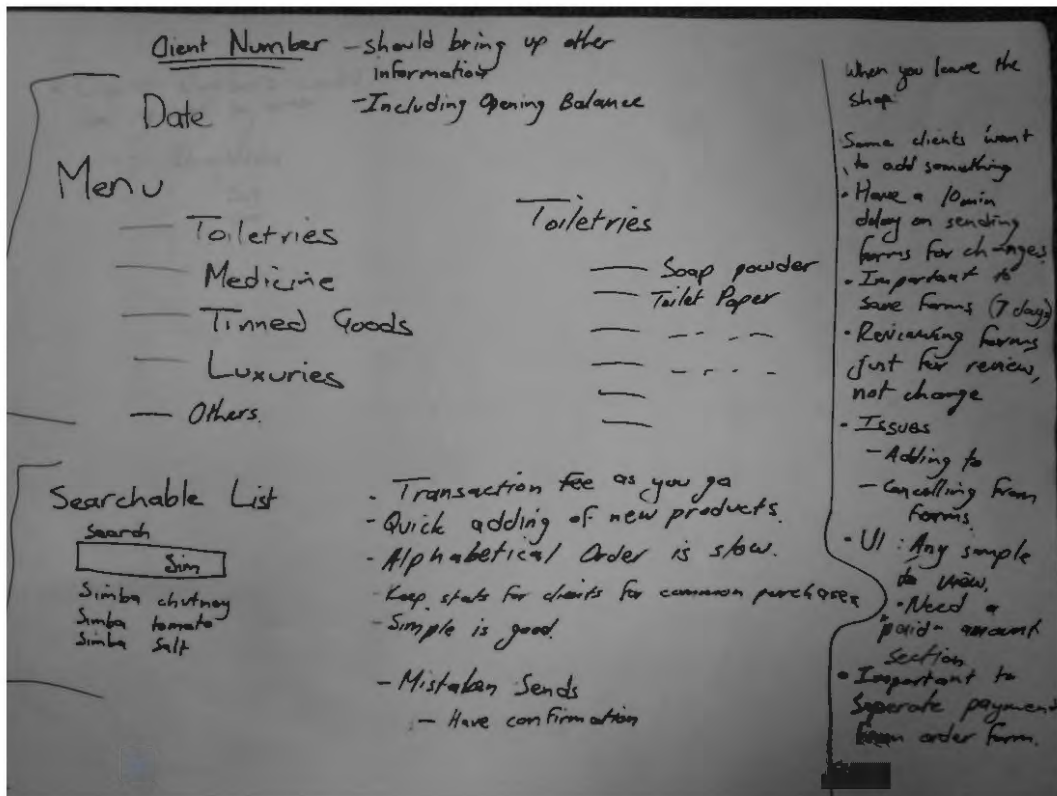 Client Number - should bring up other
information
Date
- Including Opening Balance
Menu
Toiletries
Medicine
Tinned Goods
Luxuries
Others.
Toiletries
Soap powder
Toilet Paper
Searchable List
Search
Sim
Simba chutney
Simba tomato
Simba Salt
- Transaction fee as you go
- Quick adding of new products.
- Alphabetical Order is slow.
- Keep stats for clients for common purchases
- Simple is good.
- Mistaken Sends
- Have confirmation
When you leave the
shop
Some clients want
to add something
• Have a 10min
delay on sending
forms for changes.
• Important to
save forms (7 days)
• Reviewing forms
just for review,
not change
• Issues
- Adding to
- Cancelling from
forms.
• UI : Any sample
to view.
• Need a
"paid" amount
section
• Important to
Seperate payment
from order form.